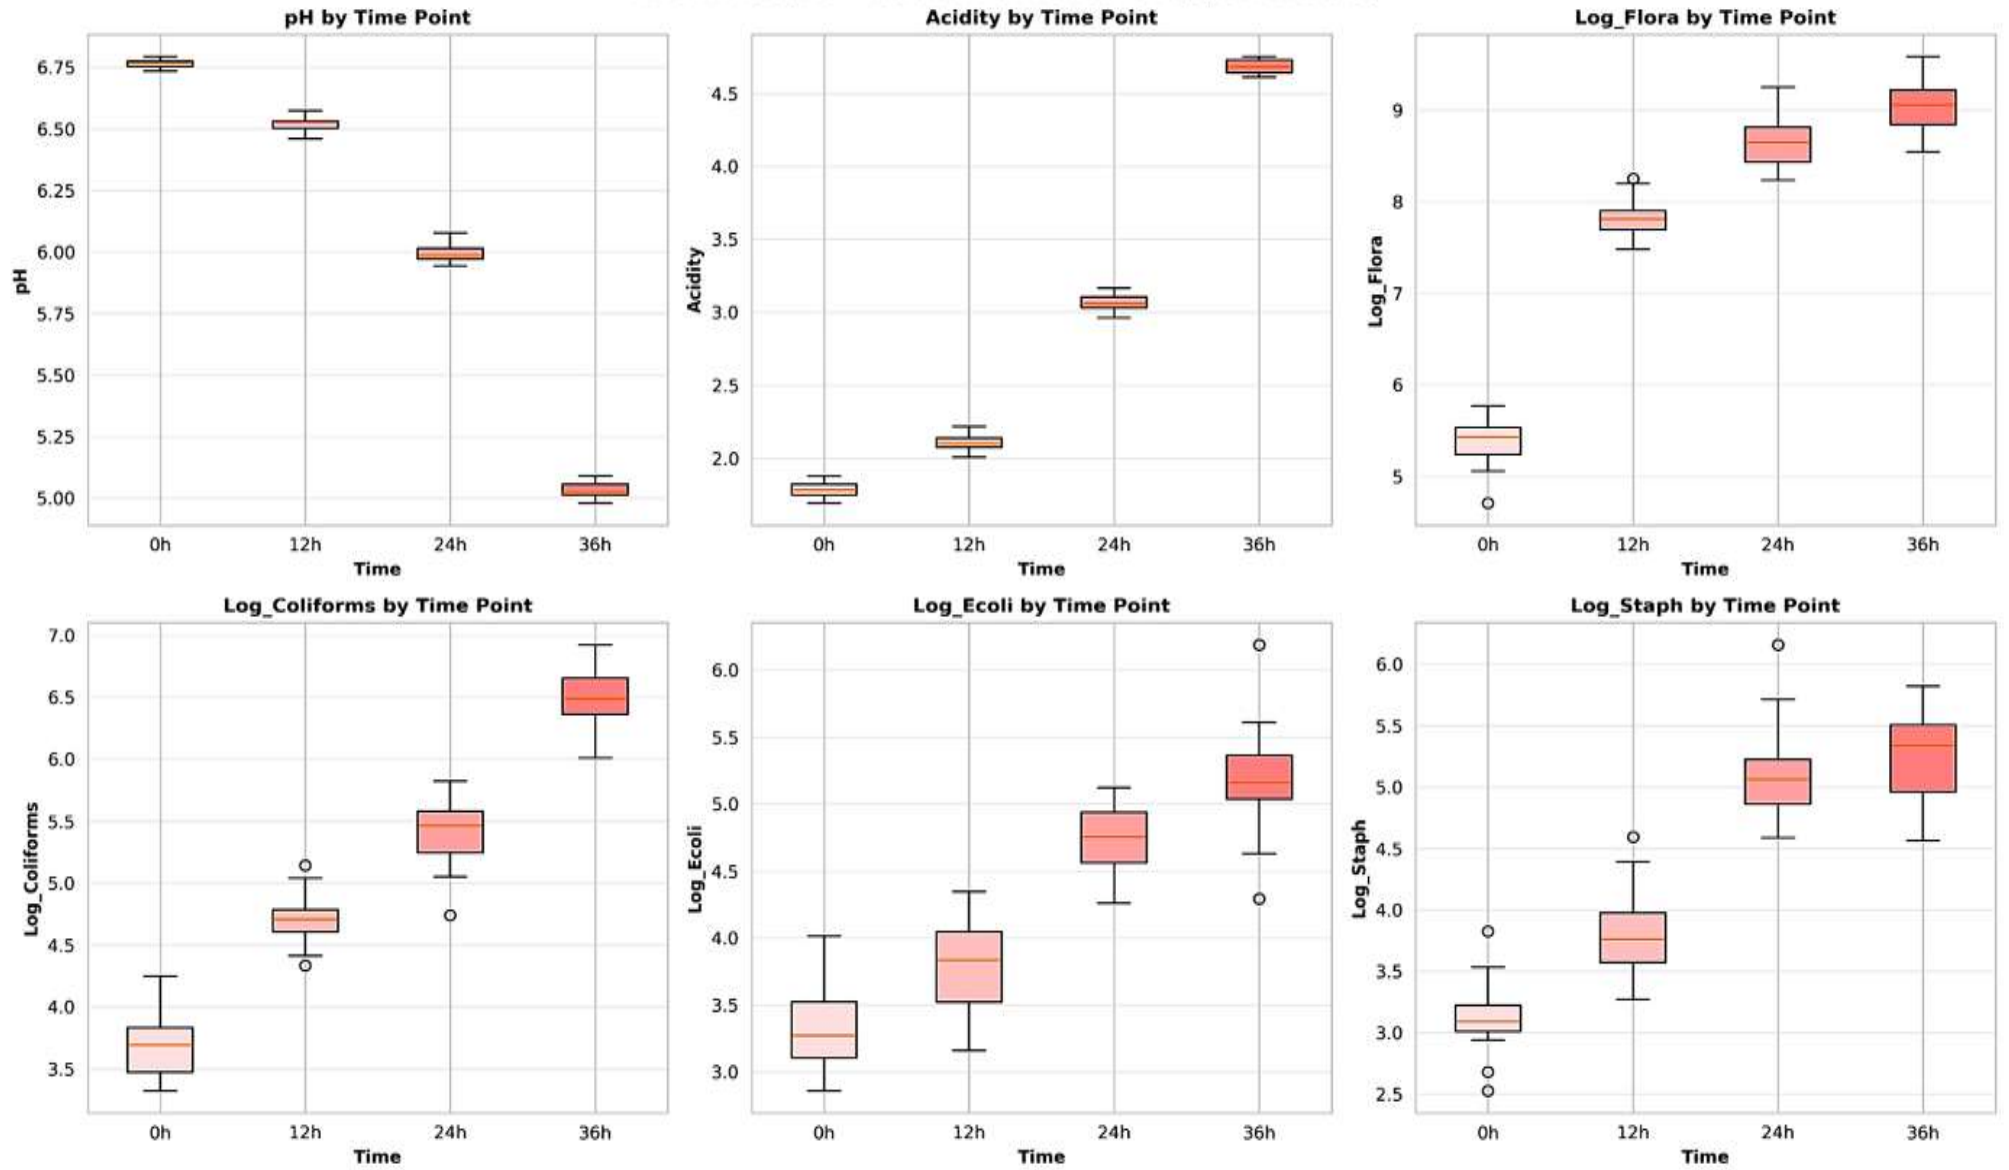 pH by Time Point
pH
6.75
6.50
6.25
6.00
5.75
5.50
5.25
5.00
0h 12h 24h 36h
Time
Acidity by Time Point
Acidity
4.5
4.0
3.5
3.0
2.5
2.0
0h 12h 24h 36h
Time
Log_Flora by Time Point
Log_Flora
9
8
7
6
5
0h 12h 24h 36h
Time
Log_Coliforms by Time Point
Log_Coliforms
7.0
6.5
6.0
5.5
5.0
4.5
4.0
3.5
0h 12h 24h 36h
Time
Log_Ecoli by Time Point
Log_Ecoli
6.0
5.5
5.0
4.5
4.0
3.5
3.0
0h 12h 24h 36h
Time
Log_Staph by Time Point
Log_Staph
6.0
5.5
5.0
4.5
4.0
3.5
3.0
2.5
0h 12h 24h 36h
Time